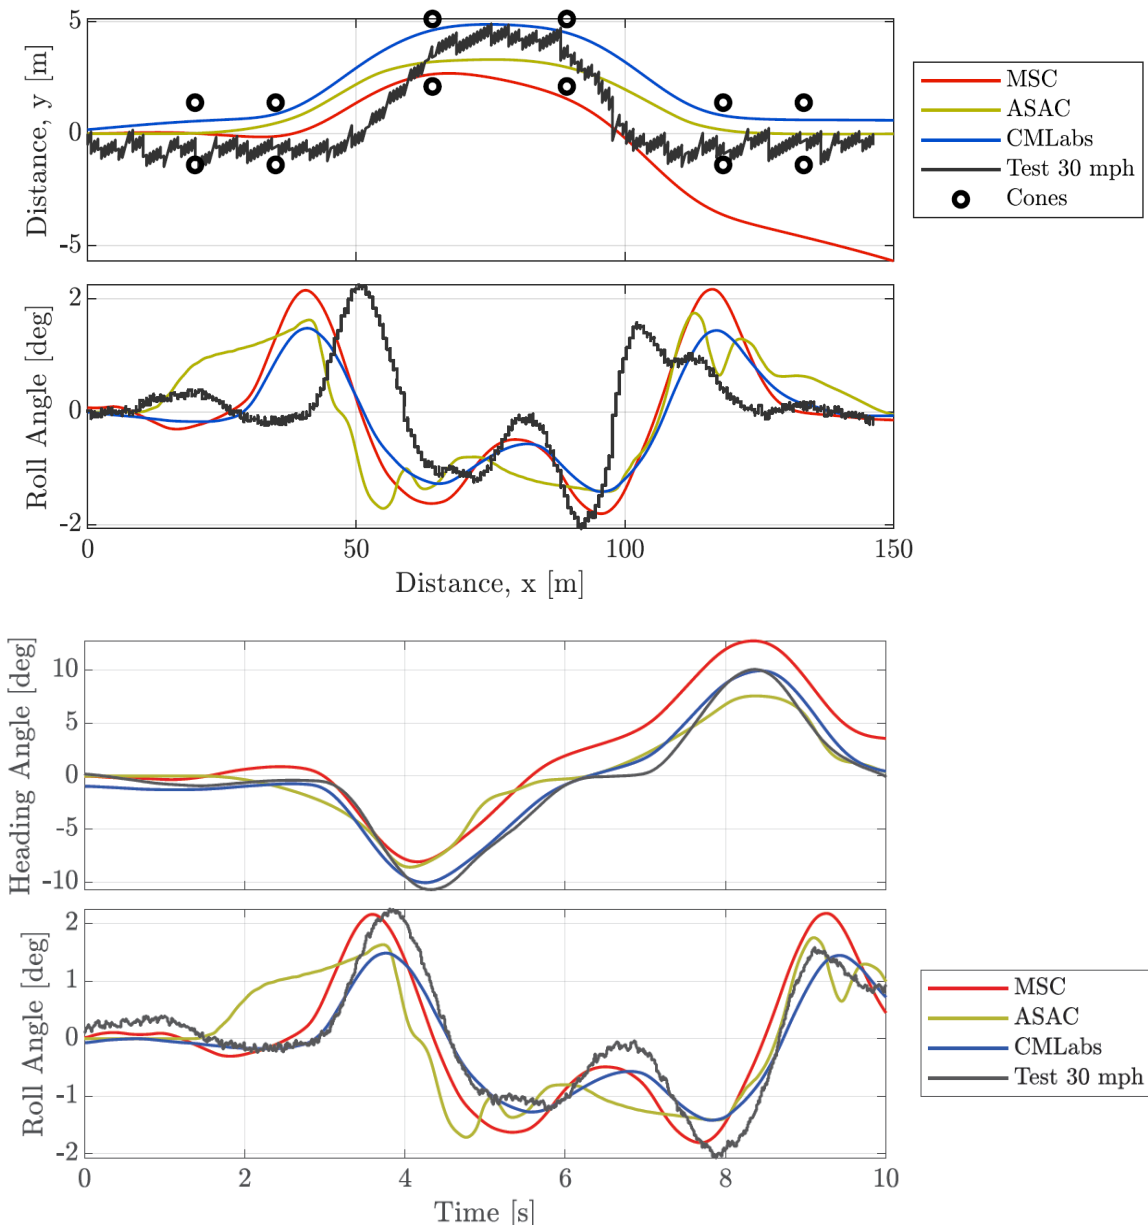 5
0
-5
Distance, y [m]
MSC
ASAC
CMLabs
Test 30 mph
Cones
2
0
-2
Roll Angle [deg]
0
50
100
150
Distance, x [m]
10
5
0
-5
-10
Heading Angle [deg]
2
1
0
-1
-2
Roll Angle [deg]
0
2
4
6
8
10
Time [s]
MSC
ASAC
CMLabs
Test 30 mph